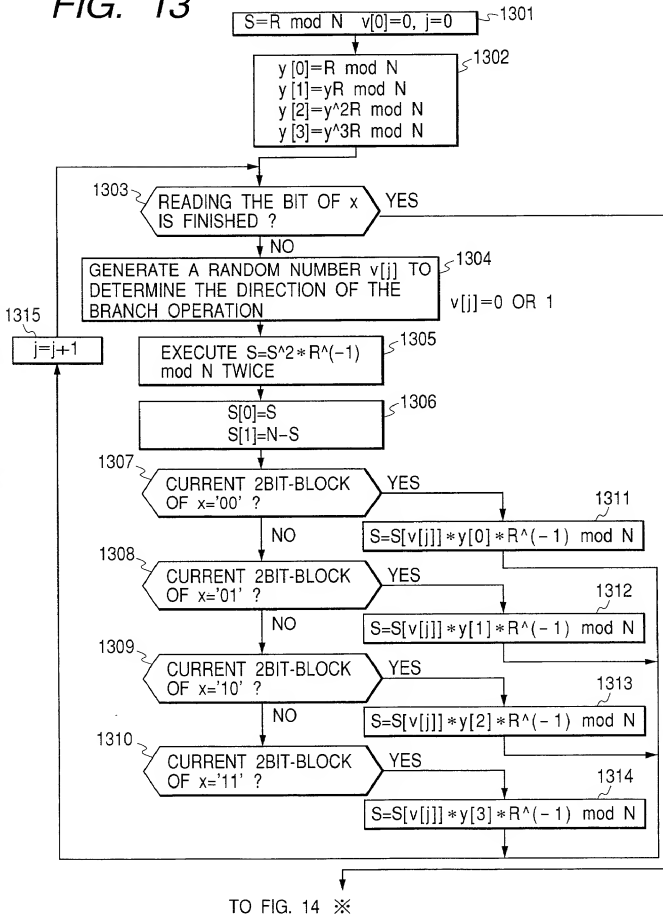 FIG. 13
S=R mod N v[0]=0, j=0
1301
1302
y [0]=R mod N
y [1]=yR mod N
y [2]=y^2R mod N
y [3]=y^3R mod N
1303
READING THE BIT OF x
IS FINISHED ?
YES
NO
1304
GENERATE A RANDOM NUMBER v[j] TO
DETERMINE THE DIRECTION OF THE
BRANCH OPERATION
v[j]=0 OR 1
1315
j=j+1
1305
EXECUTE S=S^2*R^(-1)
mod N TWICE
1306
S[0]=S
S[1]=N-S
1307
CURRENT 2BIT-BLOCK
OF x='00' ?
YES
NO
1311
S=S[v[j]]*y[0]*R^(-1) mod N
1308
CURRENT 2BIT-BLOCK
OF x='01' ?
YES
NO
1312
S=S[v[j]]*y[1]*R^(-1) mod N
1309
CURRENT 2BIT-BLOCK
OF x='10' ?
YES
NO
1313
S=S[v[j]]*y[2]*R^(-1) mod N
1310
CURRENT 2BIT-BLOCK
OF x='11' ?
YES
1314
S=S[v[j]]*y[3]*R^(-1) mod N
TO FIG. 14 ※